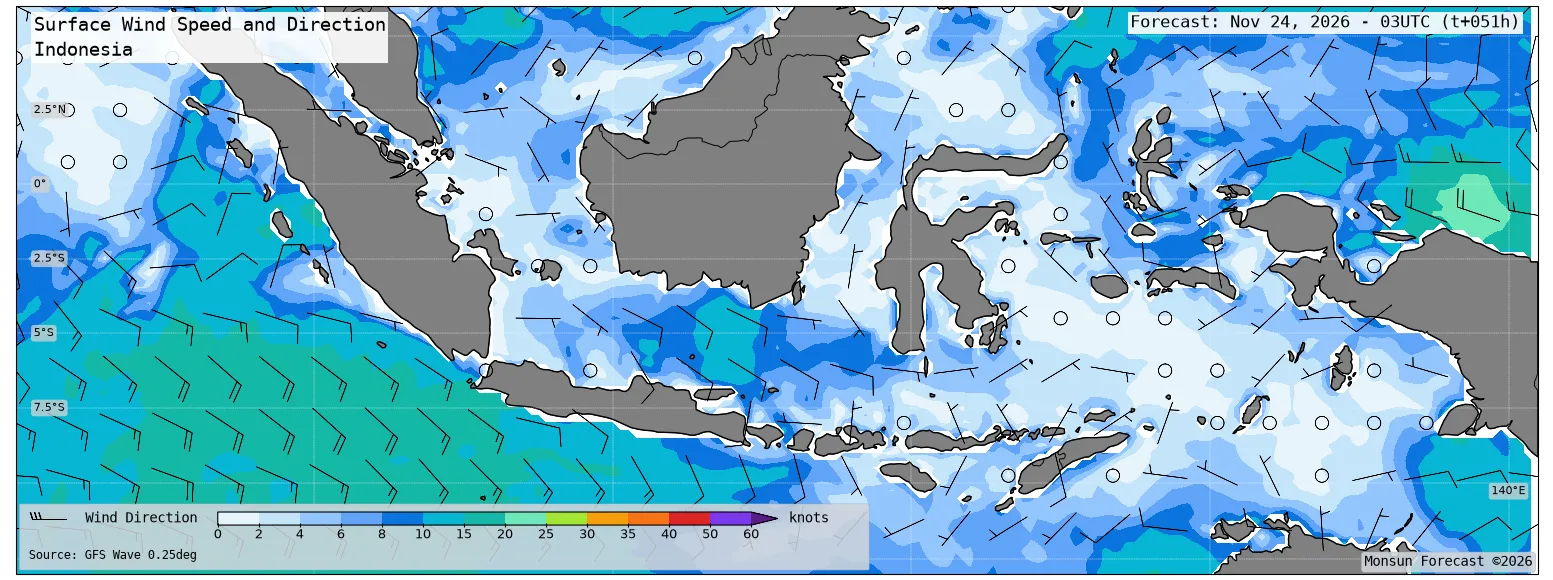 Surface Wind Speed and Direction
Indonesia
Forecast: Nov 24, 2026 - 03UTC (t+051h)
2.5°N
0°
2.5°S
5°S
7.5°S
140°E
Wind Direction
0 2 4 6 8 10 15 20 25 30 35 40 50 60
knots
Source: GFS Wave 0.25deg
Monsun Forecast ©2026